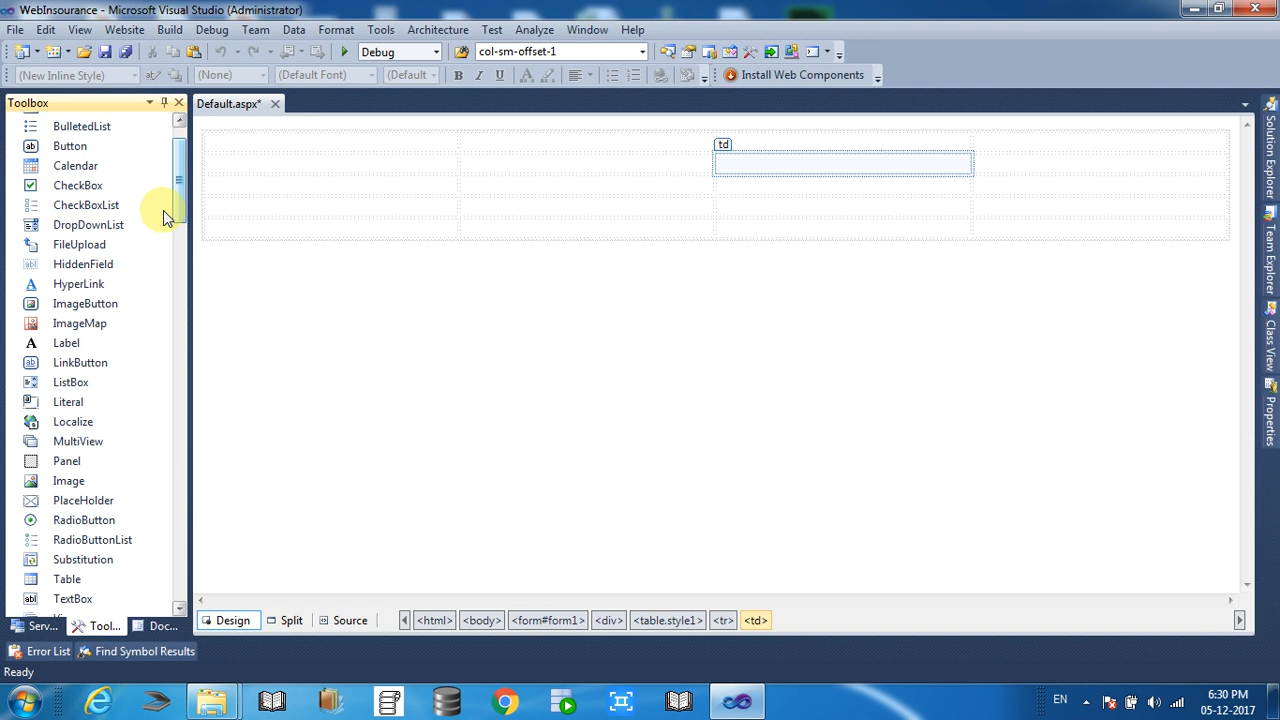 WebInsurance - Microsoft Visual Studio (Administrator)
File Edit View Website Build Debug Team Data Format Tools Architecture Test Analyze Window Help
Debug col-sm-offset-1
(New Inline Style) (None) (Default Font) (Default B I U A Install Web Components
Toolbox
Default.aspx*
BulletedList
Button
Calendar
CheckBox
CheckBoxList
DropDownList
FileUpload
HiddenField
HyperLink
ImageButton
ImageMap
Label
LinkButton
ListBox
Literal
Localize
MultiView
Panel
Image
PlaceHolder
RadioButton
RadioButtonList
Substitution
Table
TextBox
td
Solution Explorer
Team Explorer
Class View
Properties
Design Split Source <html> <body> <form#form1> <div> <table.style1> <tr> <td>
Serv... Tool... Doc...
Error List Find Symbol Results
Ready
EN 6:30 PM
05-12-2017